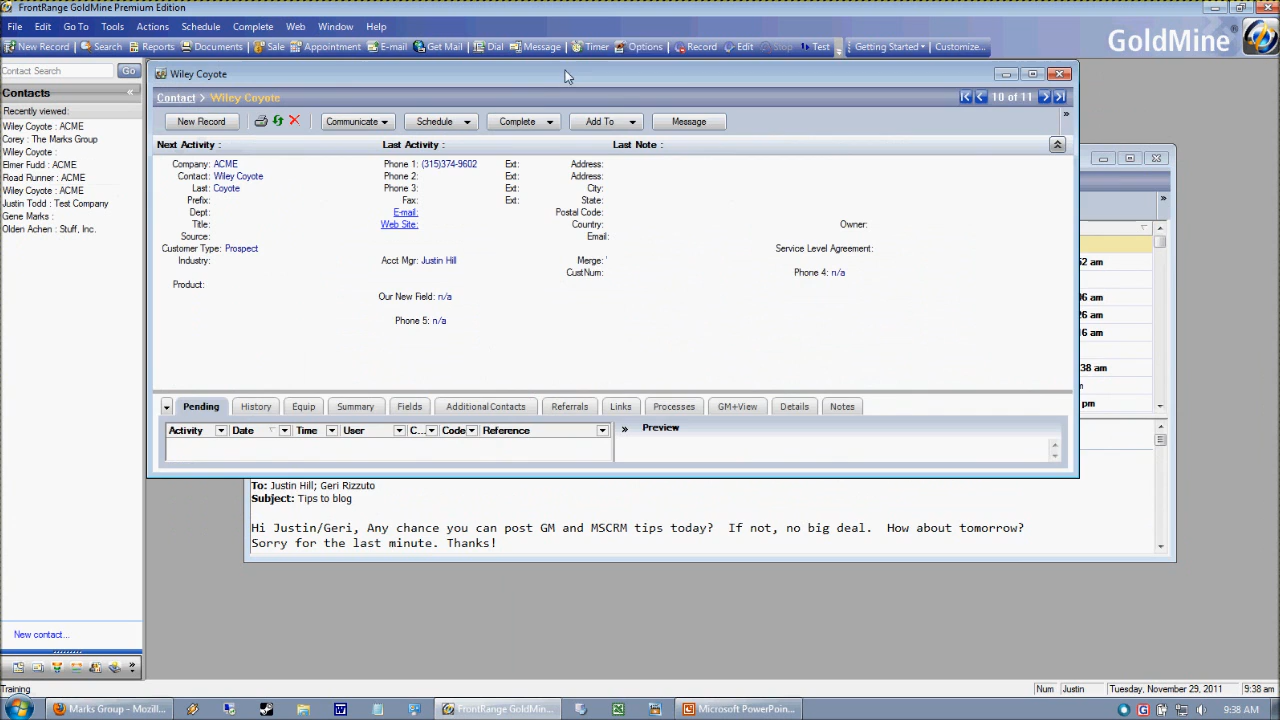 FrontRange GoldMine Premium Edition
File Edit Go To Tools Actions Schedule Complete Web Window Help
New Record Search Reports Documents Sale Appointment E-mail Get Mail Dial Message Timer Options Record Edit Stop Test Getting Started Customize...
GoldMine
Contact Search Go
Contacts «
Recently viewed:
Wiley Coyote : ACME
Corey : The Marks Group
Wiley Coyote :
Elmer Fudd : ACME
Road Runner : ACME
Wiley Coyote : ACME
Justin Todd : Test Company
Gene Marks :
Olden Achen : Stuff, Inc.
New contact...
Wiley Coyote
Contact > Wiley Coyote 10 of 11
New Record Communicate Schedule Complete Add To Message »
Next Activity : Last Activity : Last Note :
Company: ACME Phone 1: (315)374-9602 Ext: Address:
Contact: Wiley Coyote Phone 2: Ext: Address:
Last: Coyote Phone 3: Ext: City:
Prefix: Fax: Ext: State:
Dept: E-mail: Postal Code:
Title: Web Site: Country: Owner:
Source: Email:
Customer Type: Prospect Service Level Agreement:
Industry: Acct Mgr: Justin Hill Merge: '
CustNum: Phone 4: n/a
Product:
Our New Field: n/a
Phone 5: n/a
Pending History Equip Summary Fields Additional Contacts Referrals Links Processes GM+View Details Notes
Activity Date Time User C... Code Reference » Preview
»
52 am
26 am
38 am
pm
To: Justin Hill; Geri Rizzuto
Subject: Tips to blog
Hi Justin/Geri, Any chance you can post GM and MSCRM tips today? If not, no big deal. How about tomorrow?
Sorry for the last minute. Thanks!
Training Num Justin Tuesday, November 29, 2011 9:38 am
Marks Group - Mozill... FrontRange GoldMine... Microsoft PowerPoin... 9:38 AM